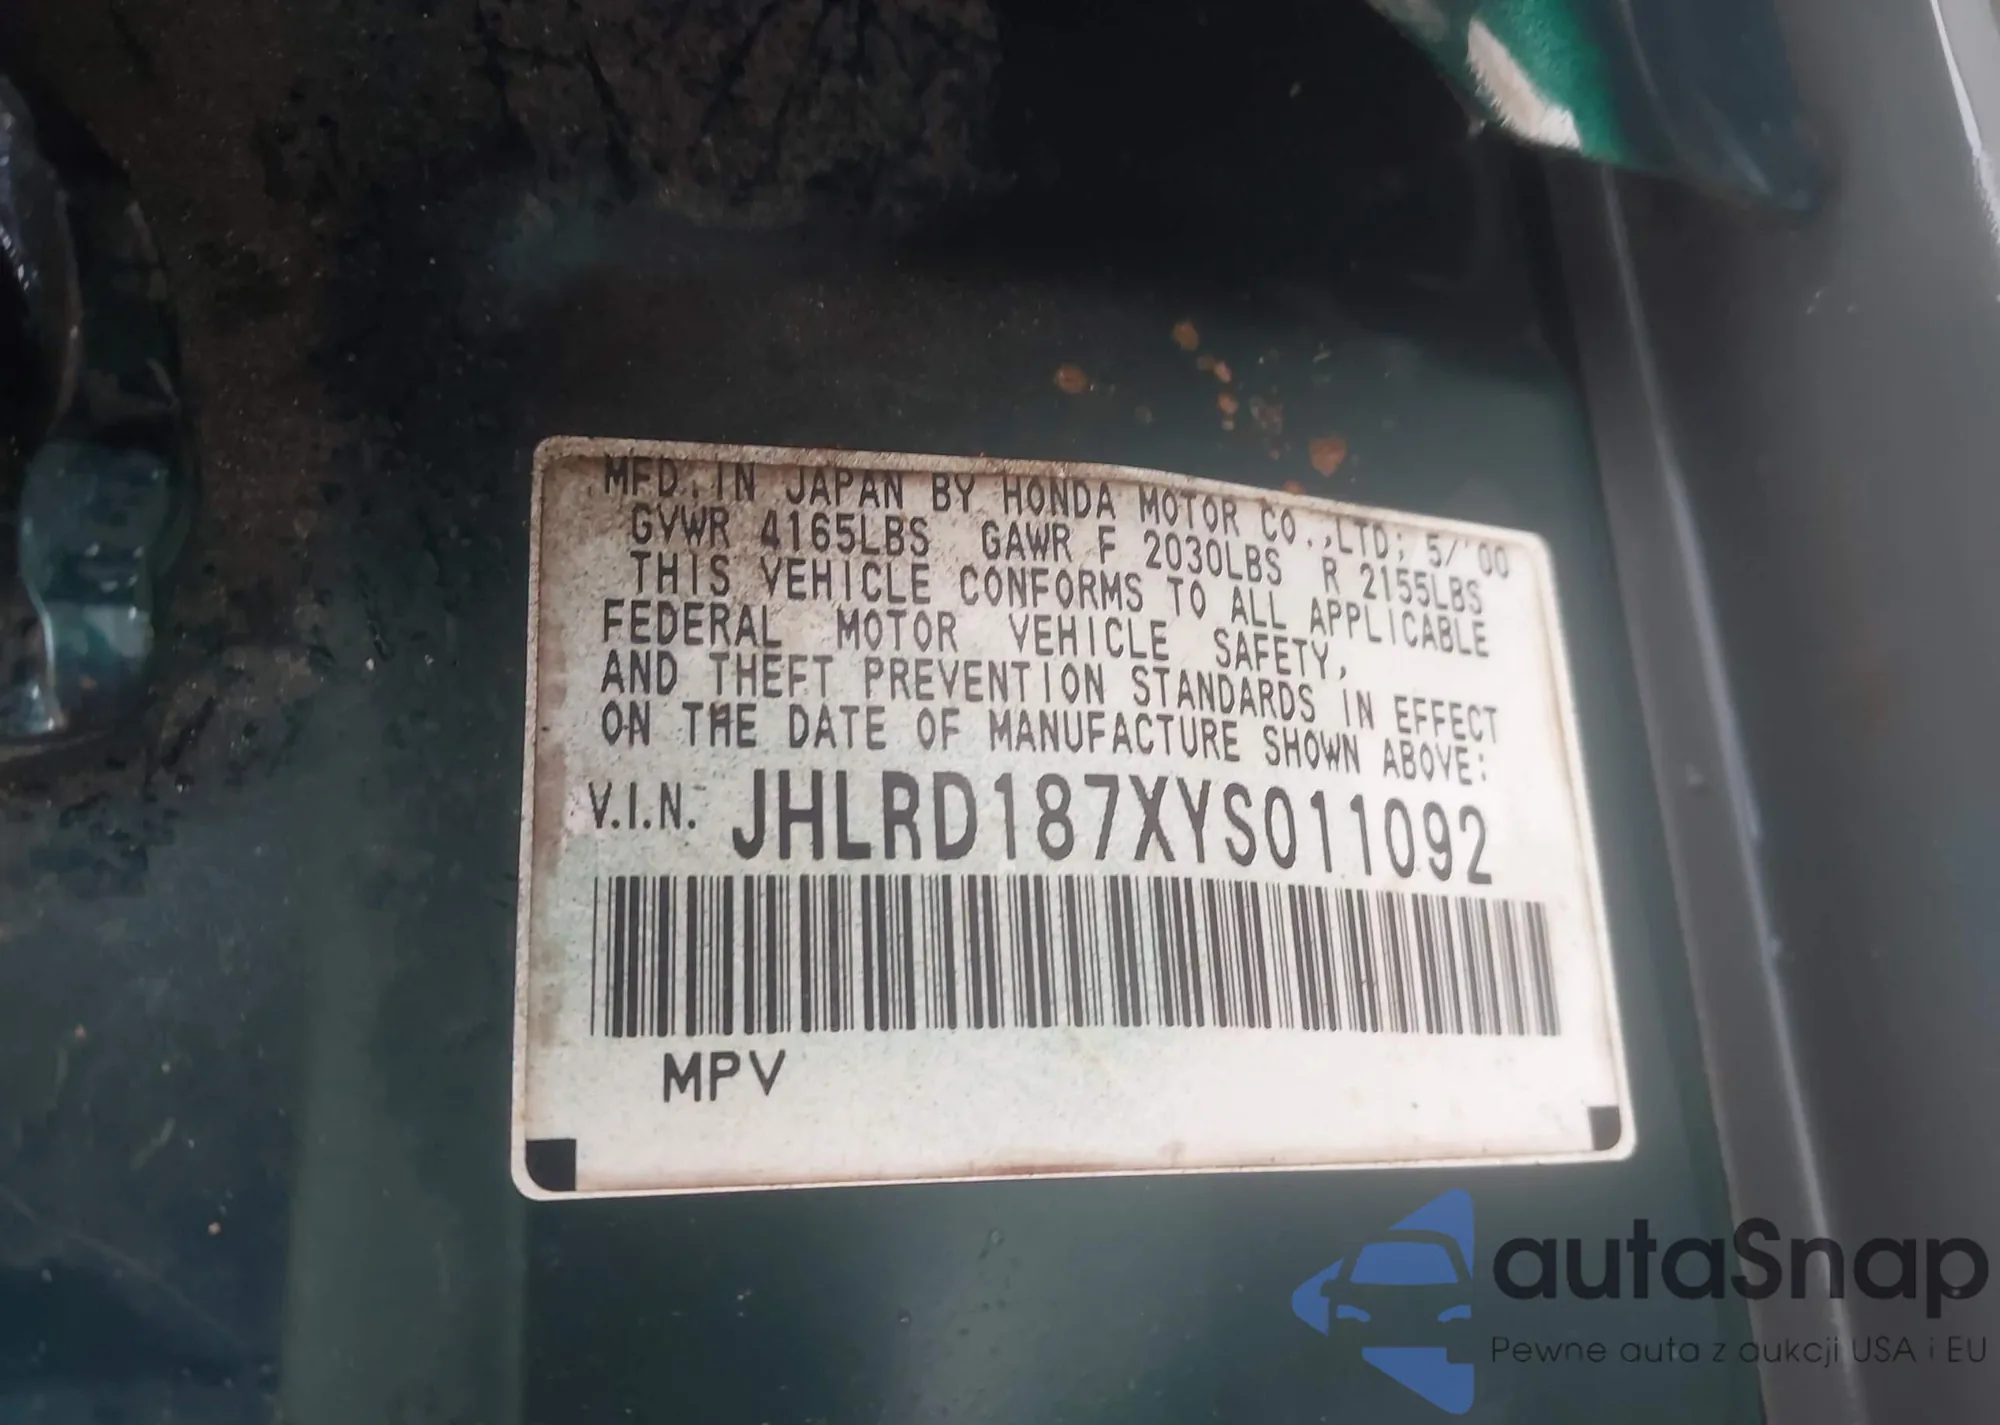 MFD. IN JAPAN BY HONDA MOTOR CO.,LTD; 5/'00
GVWR 4165LBS GAWR F 2030LBS R 2155LBS
THIS VEHICLE CONFORMS TO ALL APPLICABLE
FEDERAL MOTOR VEHICLE SAFETY,
AND THEFT PREVENTION STANDARDS IN EFFECT
ON THE DATE OF MANUFACTURE SHOWN ABOVE:
V.I.N. JHLRD187XYS011092
MPV
autaSnap
Pewne auta z aukcji USA i EU